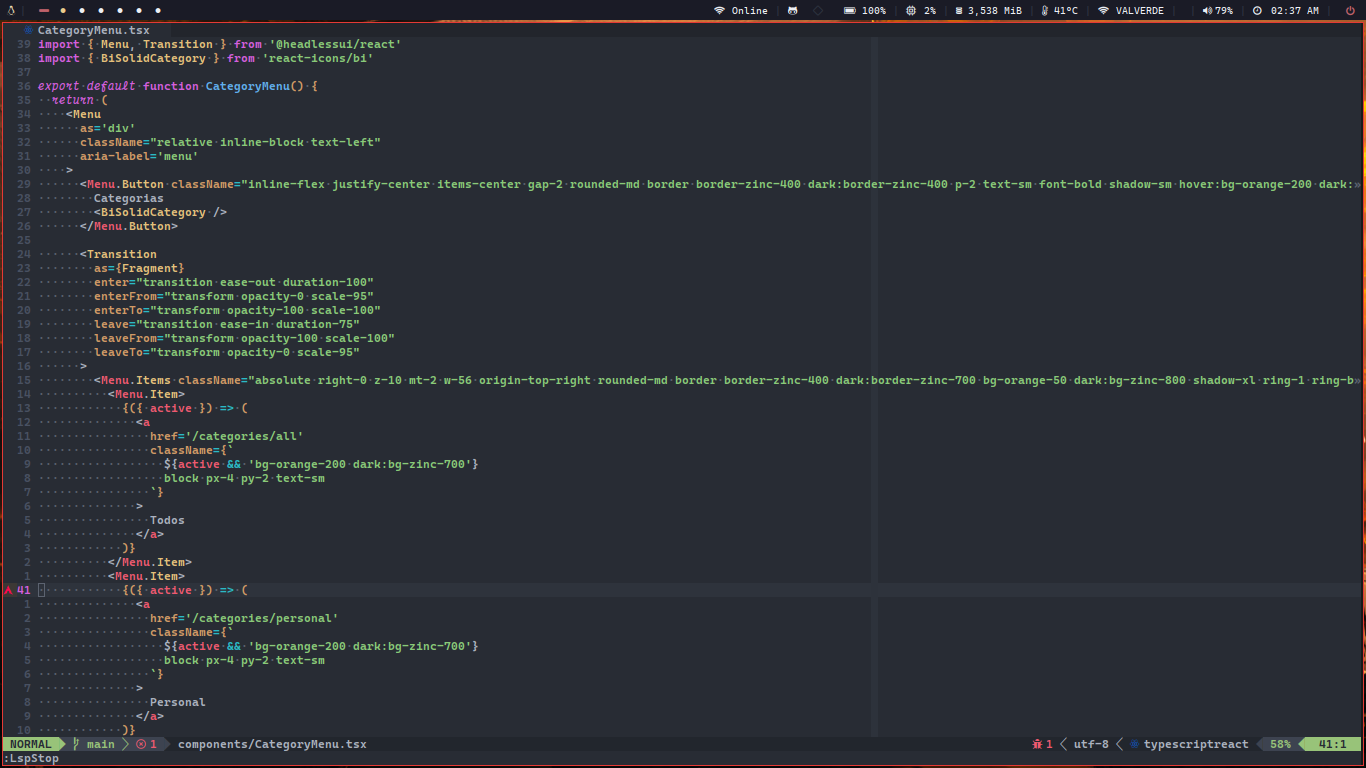 Online 100% 2% 3,538 MiB 41°C VALVERDE 79% 02:37 AM
CategoryMenu.tsx
39 import { Menu, Transition } from '@headlessui/react'
38 import { BiSolidCategory } from 'react-icons/bi'
37
36 export default function CategoryMenu() {
35 return (
34 <Menu
33 as='div'
32 className="relative inline-block text-left"
31 aria-label='menu'
30 >
29 <Menu.Button className="inline-flex justify-center items-center gap-2 rounded-md border border-zinc-400 dark:border-zinc-400 p-2 text-sm font-bold shadow-sm hover:bg-orange-200 dark:»
28 Categorias
27 <BiSolidCategory />
26 </Menu.Button>
25
24 <Transition
23 as={Fragment}
22 enter="transition ease-out duration-100"
21 enterFrom="transform opacity-0 scale-95"
20 enterTo="transform opacity-100 scale-100"
19 leave="transition ease-in duration-75"
18 leaveFrom="transform opacity-100 scale-100"
17 leaveTo="transform opacity-0 scale-95"
16 >
15 <Menu.Items className="absolute right-0 z-10 mt-2 w-56 origin-top-right rounded-md border border-zinc-400 dark:border-zinc-700 bg-orange-50 dark:bg-zinc-800 shadow-xl ring-1 ring-b»
14 <Menu.Item>
13 {({ active }) => (
12 <a
11 href='/categories/all'
10 className={`
9 ${active && 'bg-orange-200 dark:bg-zinc-700'}
8 block px-4 py-2 text-sm
7 `}
6 >
5 Todos
4 </a>
3 )}
2 </Menu.Item>
1 <Menu.Item>
41 {({ active }) => (
1 <a
2 href='/categories/personal'
3 className={`
4 ${active && 'bg-orange-200 dark:bg-zinc-700'}
5 block px-4 py-2 text-sm
6 `}
7 >
8 Personal
9 </a>
10 )}
NORMAL main 1 components/CategoryMenu.tsx 1 utf-8 typescriptreact 58% 41:1
:LspStop